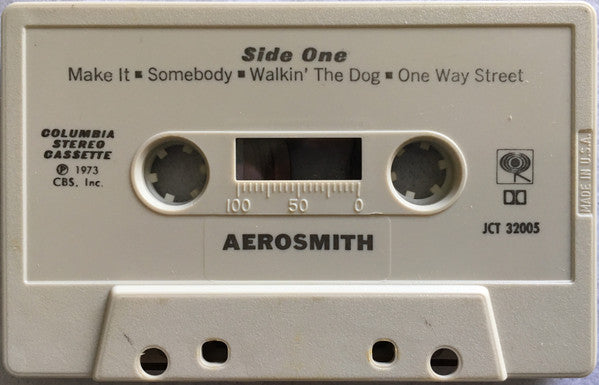 Side One
Make It ▪ Somebody ▪ Walkin' The Dog ▪ One Way Street
COLUMBIA
STEREO
CASSETTE
℗ 1973
CBS, Inc.
100 50 0
AEROSMITH
JCT 32005
MADE IN U.S.A.